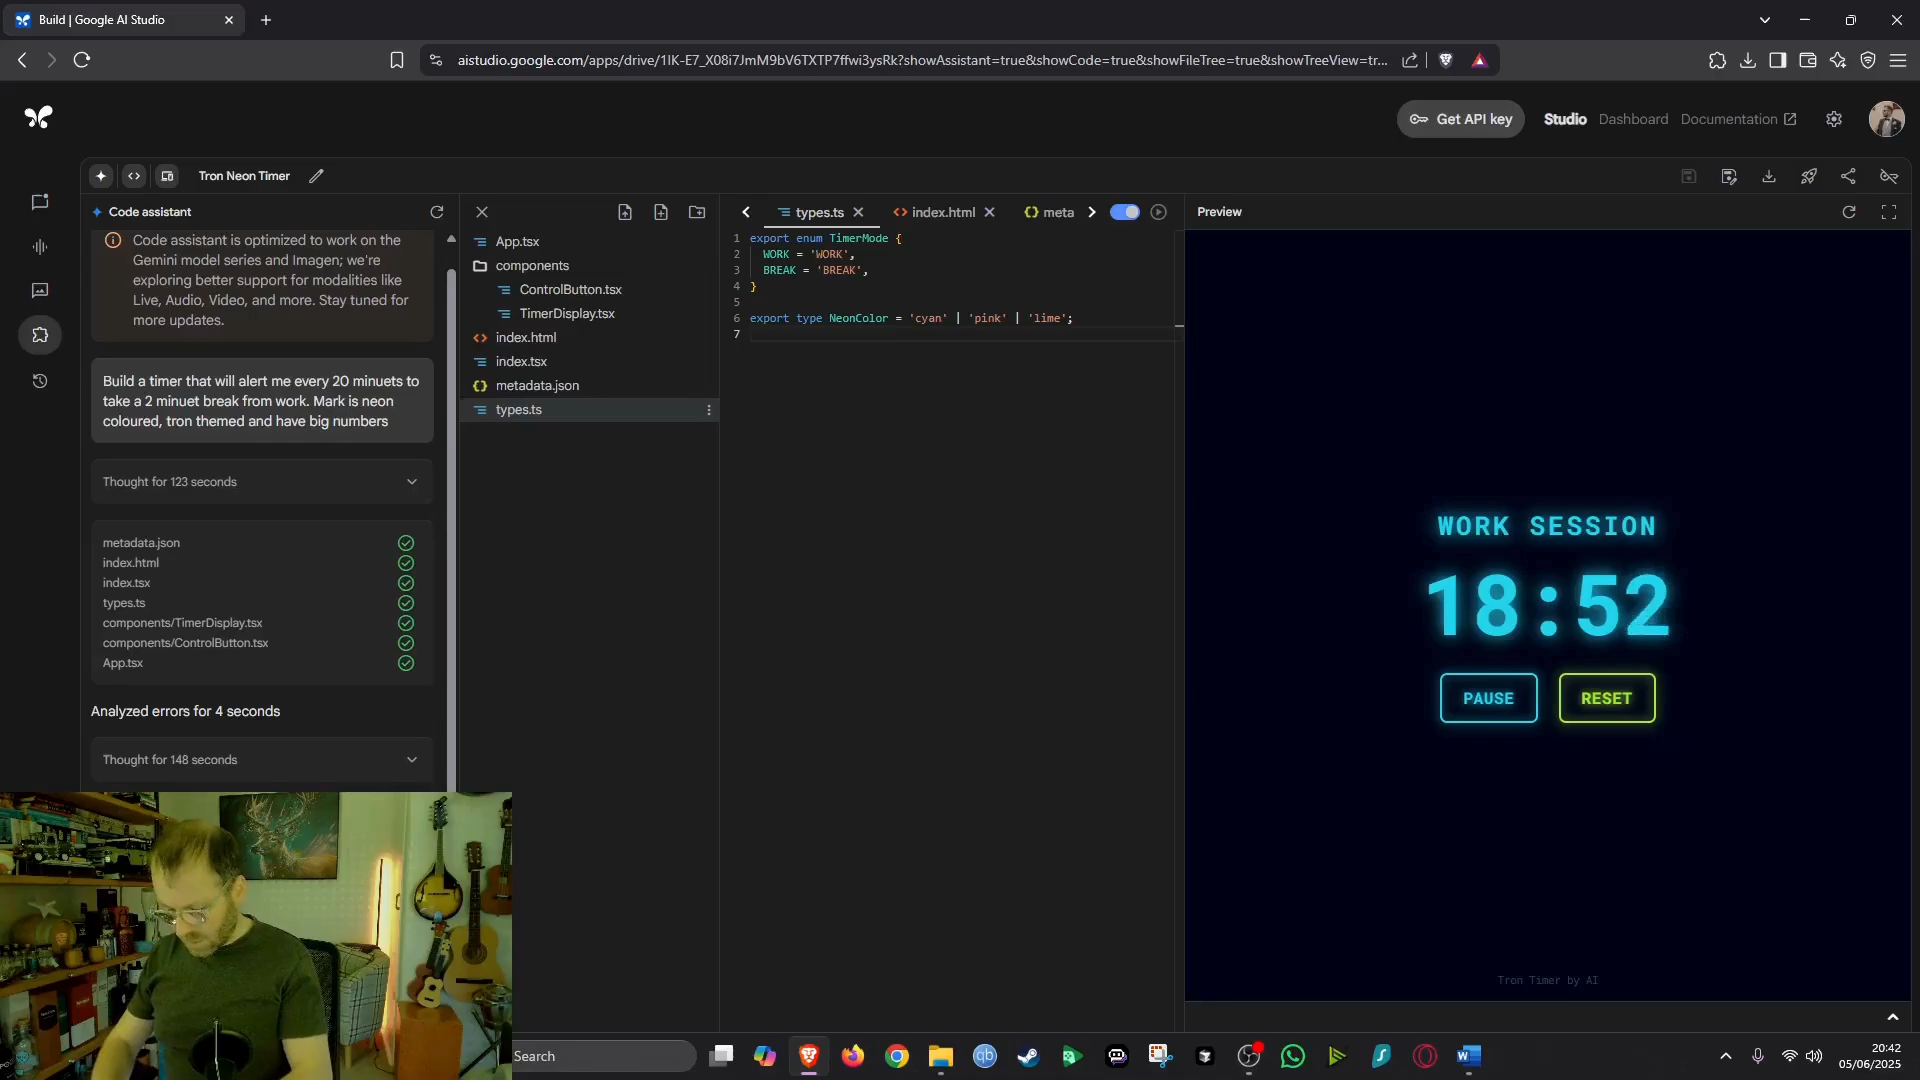 Build | Google AI Studio
aistudio.google.com/apps/drive/1IK-E7_X08i7JmM9bV6TXTP7ffwi3ysRk?showAssistant=true&showCode=true&showFileTree=true&showTreeView=tr...
Get API key
Studio
Dashboard
Documentation
Tron Neon Timer
Code assistant
Code assistant is optimized to work on the
Gemini model series and Imagen; we're
exploring better support for modalities like
Live, Audio, Video, and more. Stay tuned for
more updates.
Build a timer that will alert me every 20 minuets to
take a 2 minuet break from work. Mark is neon
coloured, tron themed and have big numbers
Thought for 123 seconds
metadata.json
index.html
index.tsx
types.ts
components/TimerDisplay.tsx
components/ControlButton.tsx
App.tsx
Analyzed errors for 4 seconds
Thought for 148 seconds
App.tsx
components
ControlButton.tsx
TimerDisplay.tsx
index.html
index.tsx
metadata.json
types.ts
types.ts
index.html
meta
1 export enum TimerMode {
2 WORK = 'WORK',
3 BREAK = 'BREAK',
4 }
5
6 export type NeonColor = 'cyan' | 'pink' | 'lime';
7
Preview
WORK SESSION
18:52
PAUSE
RESET
Tron Timer by AI
Search
20:42
05/06/2025